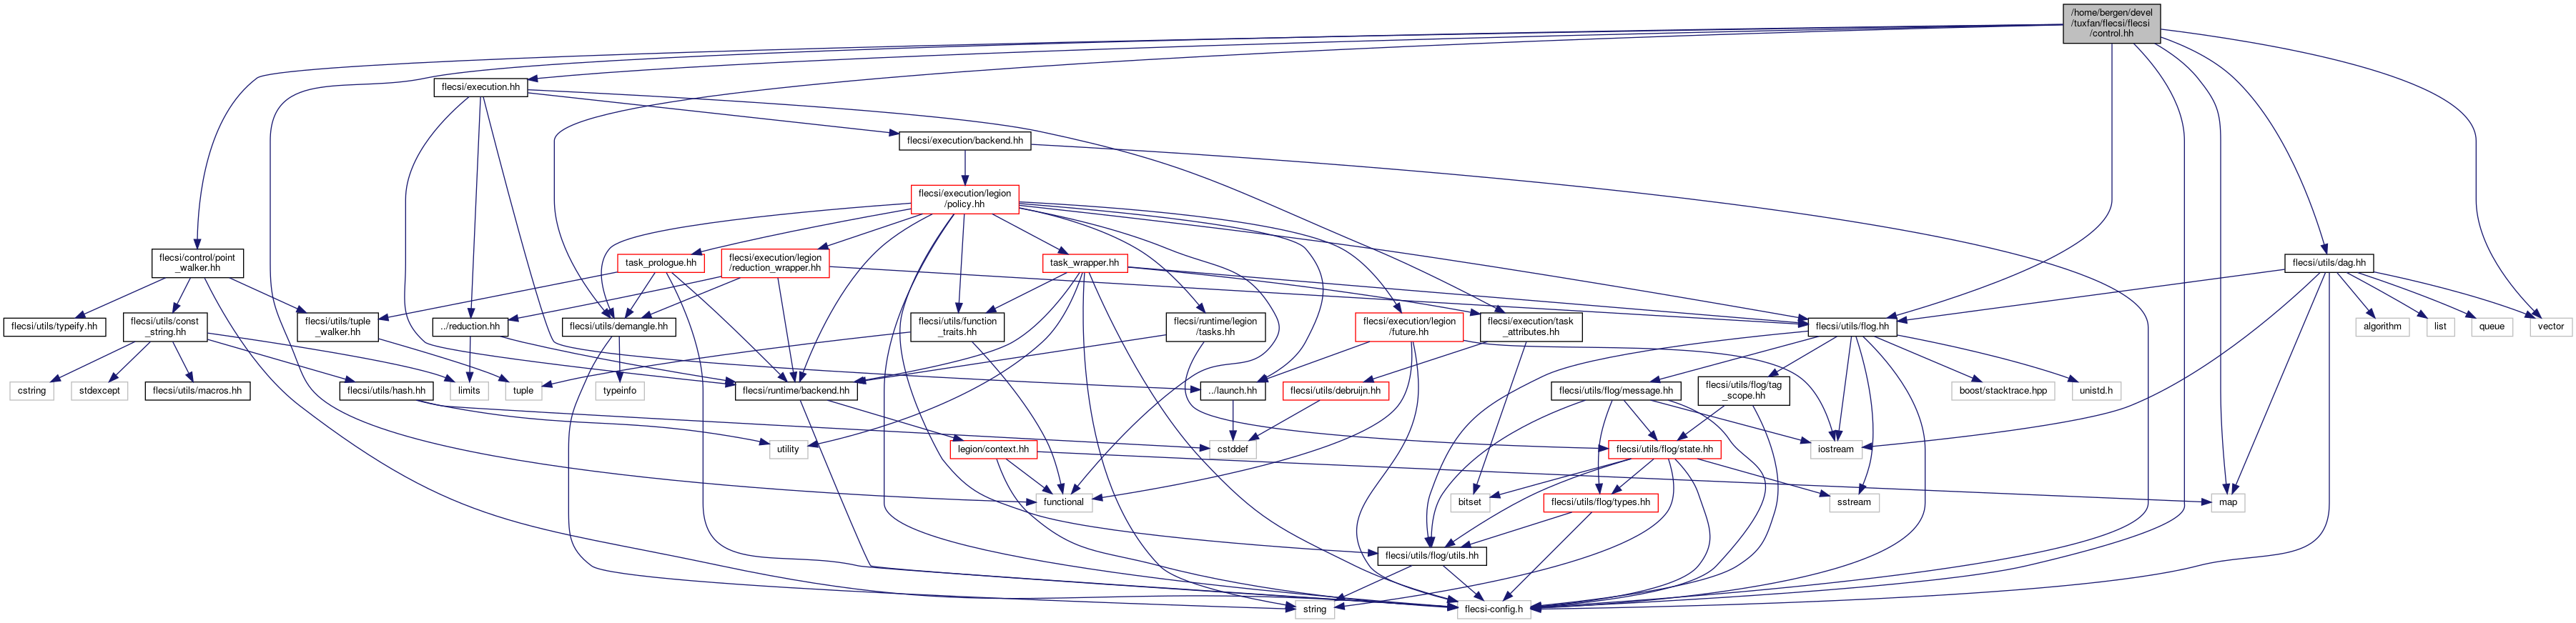 /home/bergen/devel
/tuxfan/flecsi/flecsi
/control.hh
flecsi/execution.hh
flecsi/execution/backend.hh
flecsi/execution/legion
/policy.hh
flecsi/control/point
_walker.hh
task_prologue.hh
flecsi/execution/legion
/reduction_wrapper.hh
task_wrapper.hh
flecsi/utils/dag.hh
flecsi/utils/typeify.hh
flecsi/utils/const
_string.hh
flecsi/utils/tuple
_walker.hh
../reduction.hh
flecsi/utils/demangle.hh
flecsi/utils/function
_traits.hh
flecsi/runtime/legion
/tasks.hh
flecsi/execution/legion
/future.hh
flecsi/execution/task
_attributes.hh
flecsi/utils/flog.hh
algorithm
list
queue
vector
cstring
stdexcept
flecsi/utils/macros.hh
flecsi/utils/hash.hh
limits
tuple
typeinfo
flecsi/runtime/backend.hh
../launch.hh
flecsi/utils/debruijn.hh
flecsi/utils/flog/message.hh
flecsi/utils/flog/tag
_scope.hh
boost/stacktrace.hpp
unistd.h
utility
legion/context.hh
cstddef
flecsi/utils/flog/state.hh
iostream
functional
bitset
flecsi/utils/flog/types.hh
sstream
map
flecsi/utils/flog/utils.hh
string
flecsi-config.h